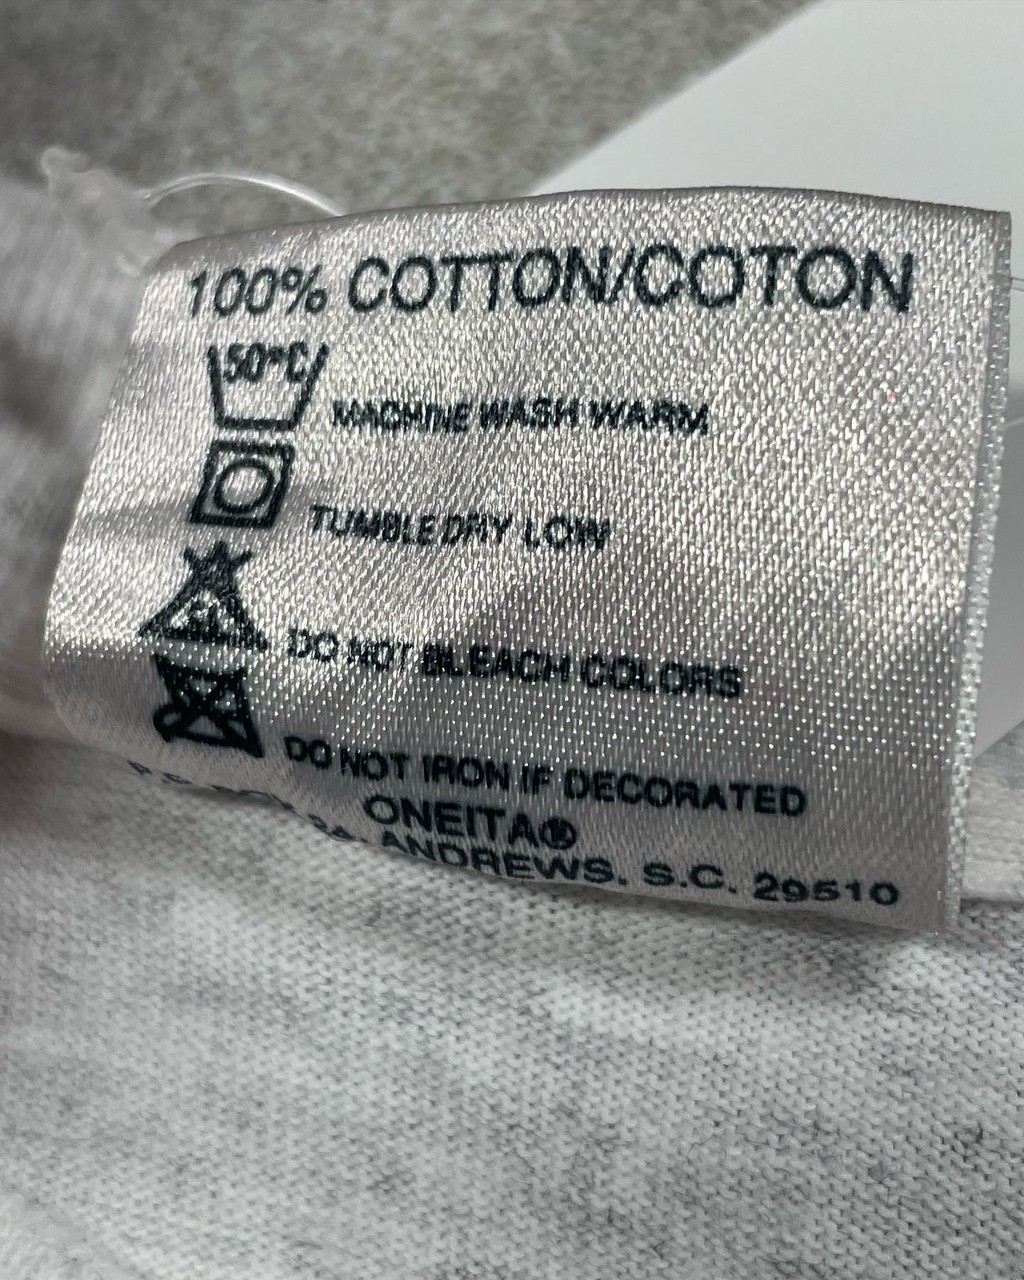 100% COTTON/COTON
50°C
MACHINE WASH WARM
TUMBLE DRY LOW
DO NOT BLEACH COLORS
DO NOT IRON IF DECORATED
ONEITA®
ANDREWS, S.C. 29510